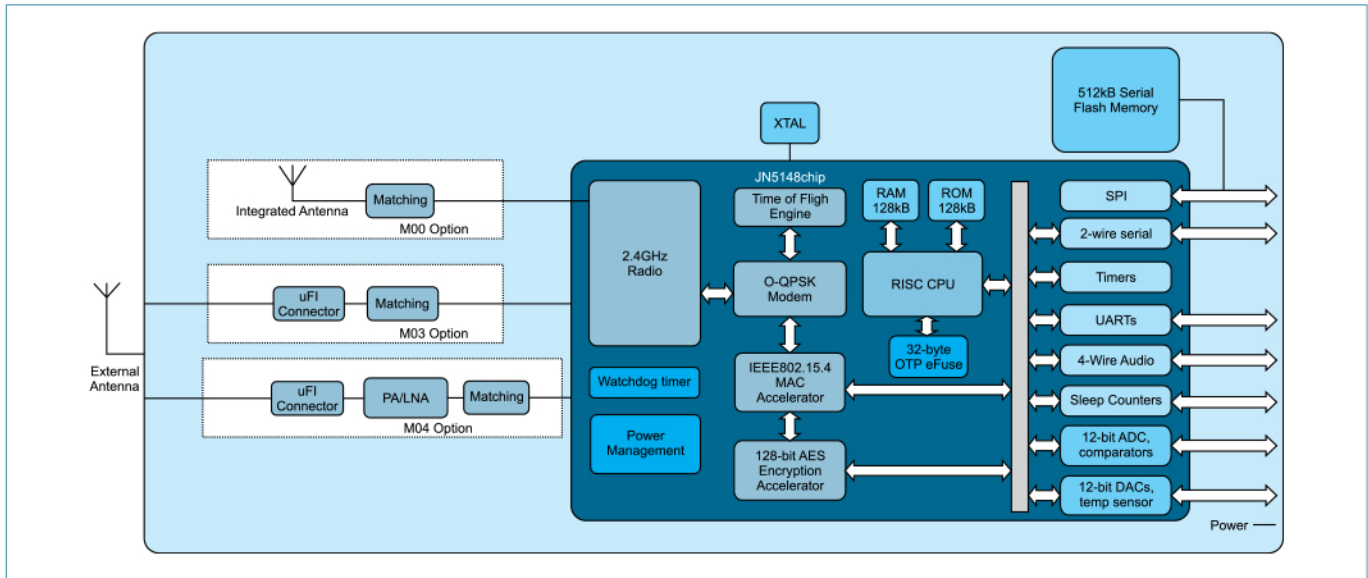 512kB Serial
Flash Memory
XTAL
JN5148chip
Integrated Antenna
Matching
M00 Option
2.4GHz
Radio
Time of Fligh
Engine
RAM
128kB
ROM
128kB
SPI
2-wire serial
O-QPSK
Modem
RISC CPU
Timers
uFl
Connector
Matching
M03 Option
UARTs
External
Antenna
32-byte
OTP eFuse
4-Wire Audio
uFl
Connector
PA/LNA
Matching
M04 Option
Watchdog timer
IEEE802.15.4
MAC
Accelerator
Sleep Counters
Power
Management
128-bit AES
Encryption
Accelerator
12-bit ADC,
comparators
12-bit DACs,
temp sensor
Power